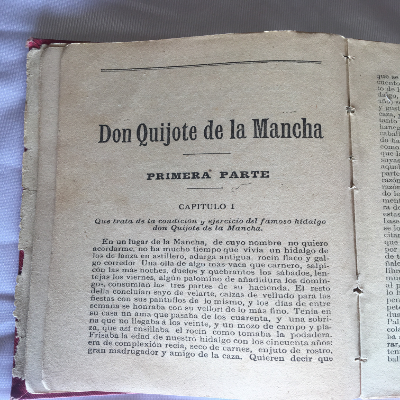 Don Quijote de la Mancha
PRIMERA PARTE
CAPITULO I
Que trata de la condición y ejercicio del famoso hidalgo
don Quijote de la Mancha.
En un lugar de la Mancha, de cuyo nombre no quiero
acordarme, no ha mucho tiempo que vivía un hidalgo de
los de lanza en astillero, adarga antigua, rocín flaco y gal-
go corredor. Una olla de algo más vaca que carnero, salpi-
cón las más noches, duelos y quebrantos los sábados, len-
tejas los viernes, algún palomino de añadidura los domin-
gos, consumían las tres partes de su hacienda. El resto
della concluían sayo de velarte, calzas de velludo para las
fiestas con sus pantuflos de lo mismo, y los días de entre
semana se honraba con su vellorí de lo más fino. Tenía en
su casa un ama que pasaba de los cuarenta, y una sobri-
na que no llegaba a los veinte, y un mozo de campo y pla-
za, que así ensillaba el rocín como tomaba la podadera.
Frisaba la edad de nuestro hidalgo con los cincuenta años:
era de complexión recia, seco de carnes, enjuto de rostro,
gran madrugador y amigo de la caza. Quieren decir que